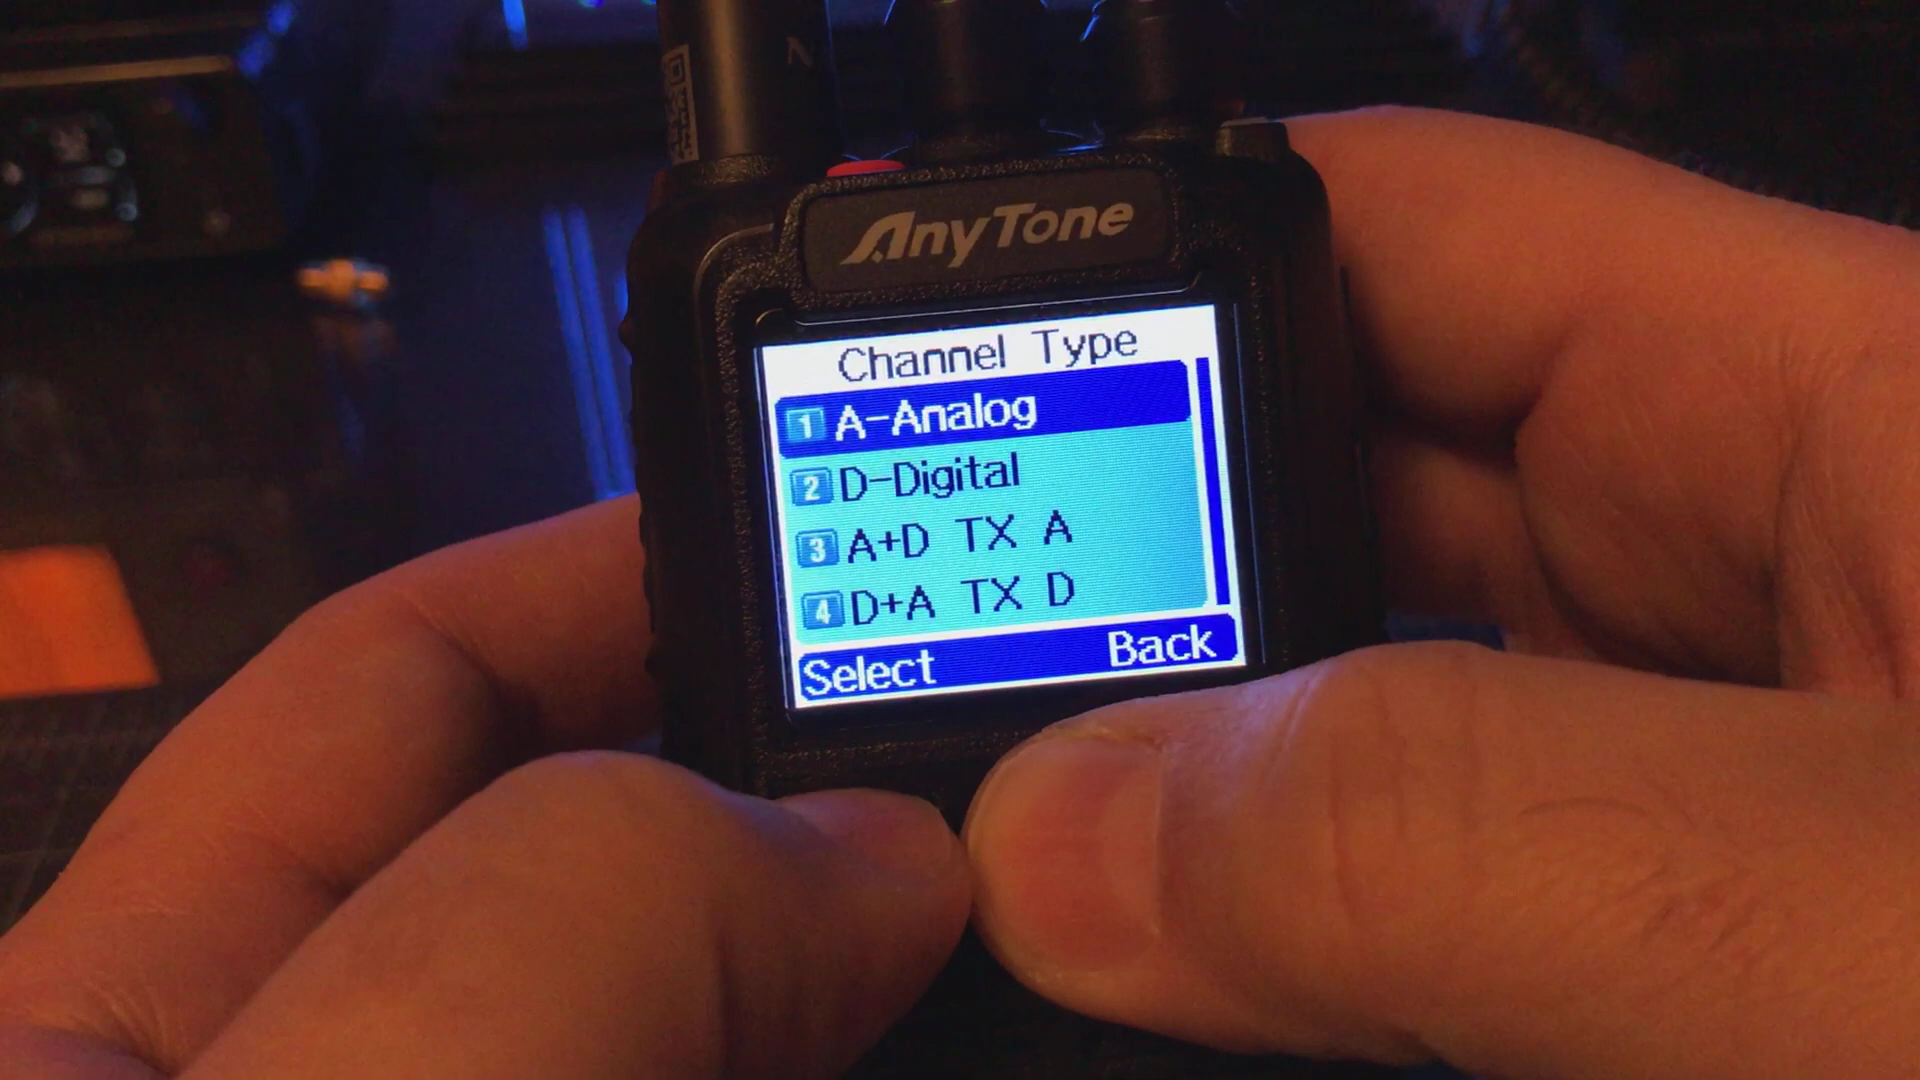 AnyTone
Channel Type
1 A-Analog
2 D-Digital
3 A+D TX A
4 D+A TX D
Select Back